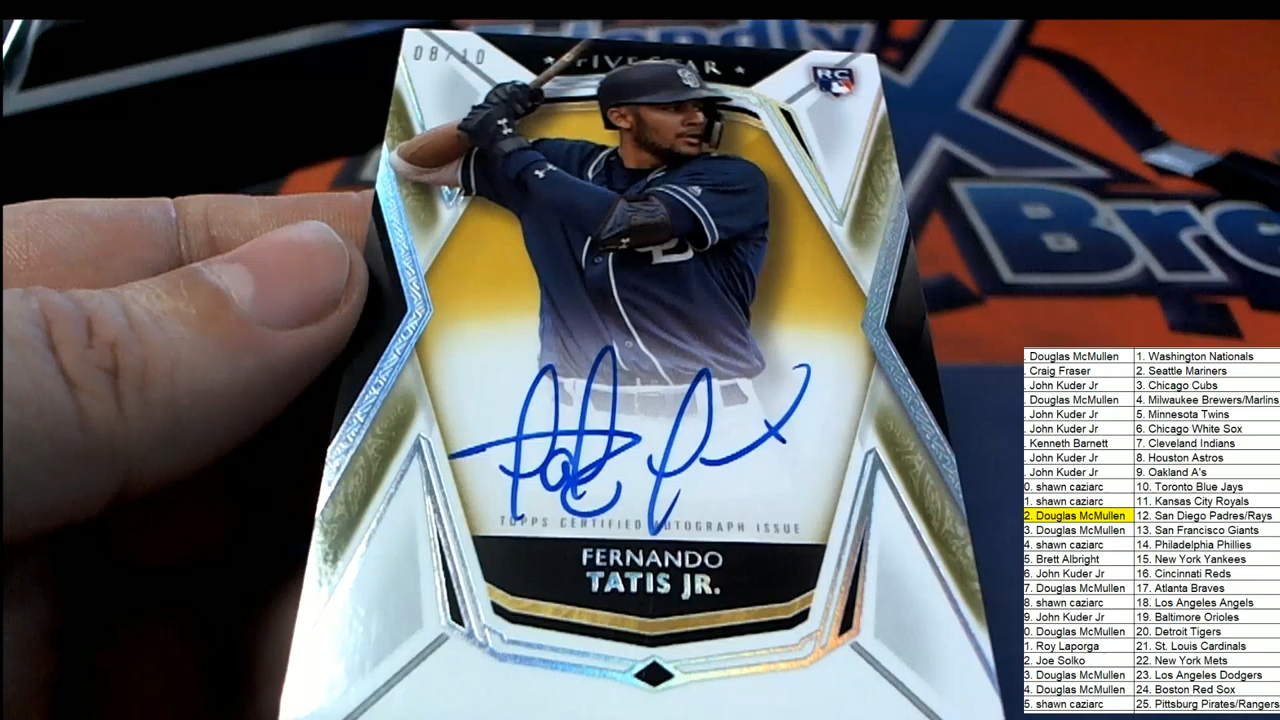 08/10
FIVE STAR
RC
Friendly
Bre
TOPPS CERTIFIED AUTOGRAPH ISSUE
FERNANDO
TATIS JR.
. Douglas McMullen 1. Washington Nationals
. Craig Fraser 2. Seattle Mariners
. John Kuder Jr 3. Chicago Cubs
. Douglas McMullen 4. Milwaukee Brewers/Marlins
. John Kuder Jr 5. Minnesota Twins
. John Kuder Jr 6. Chicago White Sox
. Kenneth Barnett 7. Cleveland Indians
. John Kuder Jr 8. Houston Astros
. John Kuder Jr 9. Oakland A's
0. shawn caziarc 10. Toronto Blue Jays
1. shawn caziarc 11. Kansas City Royals
2. Douglas McMullen 12. San Diego Padres/Rays
3. Douglas McMullen 13. San Francisco Giants
4. shawn caziarc 14. Philadelphia Phillies
5. Brett Albright 15. New York Yankees
6. John Kuder Jr 16. Cincinnati Reds
7. Douglas McMullen 17. Atlanta Braves
8. shawn caziarc 18. Los Angeles Angels
9. John Kuder Jr 19. Baltimore Orioles
0. Douglas McMullen 20. Detroit Tigers
1. Roy Laporga 21. St. Louis Cardinals
2. Joe Solko 22. New York Mets
3. Douglas McMullen 23. Los Angeles Dodgers
4. Douglas McMullen 24. Boston Red Sox
5. shawn caziarc 25. Pittsburg Pirates/Rangers